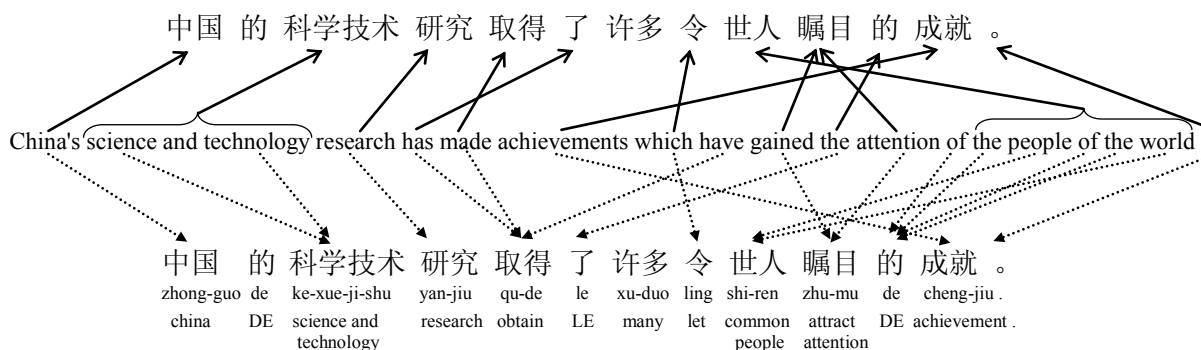 中国 的 科学技术 研究 取得 了 许多 令 世人 瞩目 的 成就 。
China's science and technology research has made achievements which have gained the attention of the people of the world
中国 的 科学技术 研究 取得 了 许多 令 世人 瞩目 的 成就 。
zhong-guo de ke-xue-ji-shu yan-jiu qu-de le xu-duo ling shi-ren zhu-mu de cheng-jiu .
china DE science and research obtain LE many let common attract DE achievement .
technology people attention